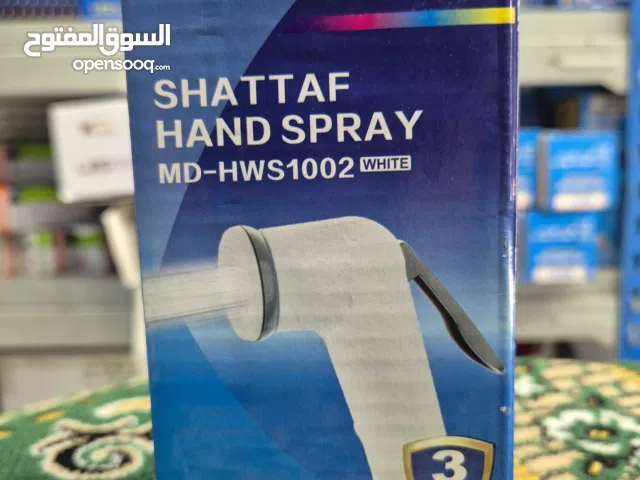 السوق المفتوح
opensooq.com
SHATTAF
HAND SPRAY
MD-HWS1002 WHITE
3